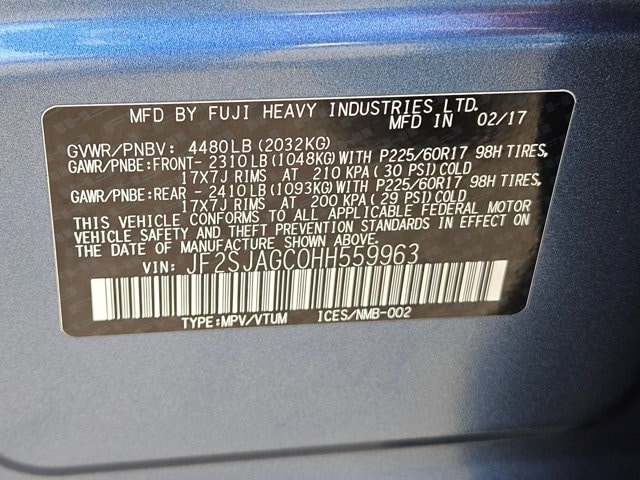 MFD BY FUJI HEAVY INDUSTRIES LTD.
MFD IN 02/17
GVWR/PNBV: 4480LB(2032KG)
GAWR/PNBE:FRONT- 2310LB(1048KG)WITH P225/60R17 98H TIRES,
17X7J RIMS AT 210 KPA(30 PSI)COLD
GAWR/PNBE:REAR - 2410LB(1093KG)WITH P225/60R17 98H TIRES,
17X7J RIMS AT 200 KPA(29 PSI)COLD
THIS VEHICLE CONFORMS TO ALL APPLICABLE FEDERAL MOTOR
VEHICLE SAFETY AND THEFT PREVENTION STANDARDS IN EFFECT ON
THE DATE OF MANUFACTURE SHOWN ABOVE.
VIN: JF2SJAGC0HH559963
TYPE:MPV/VTUM ICES/NMB-002